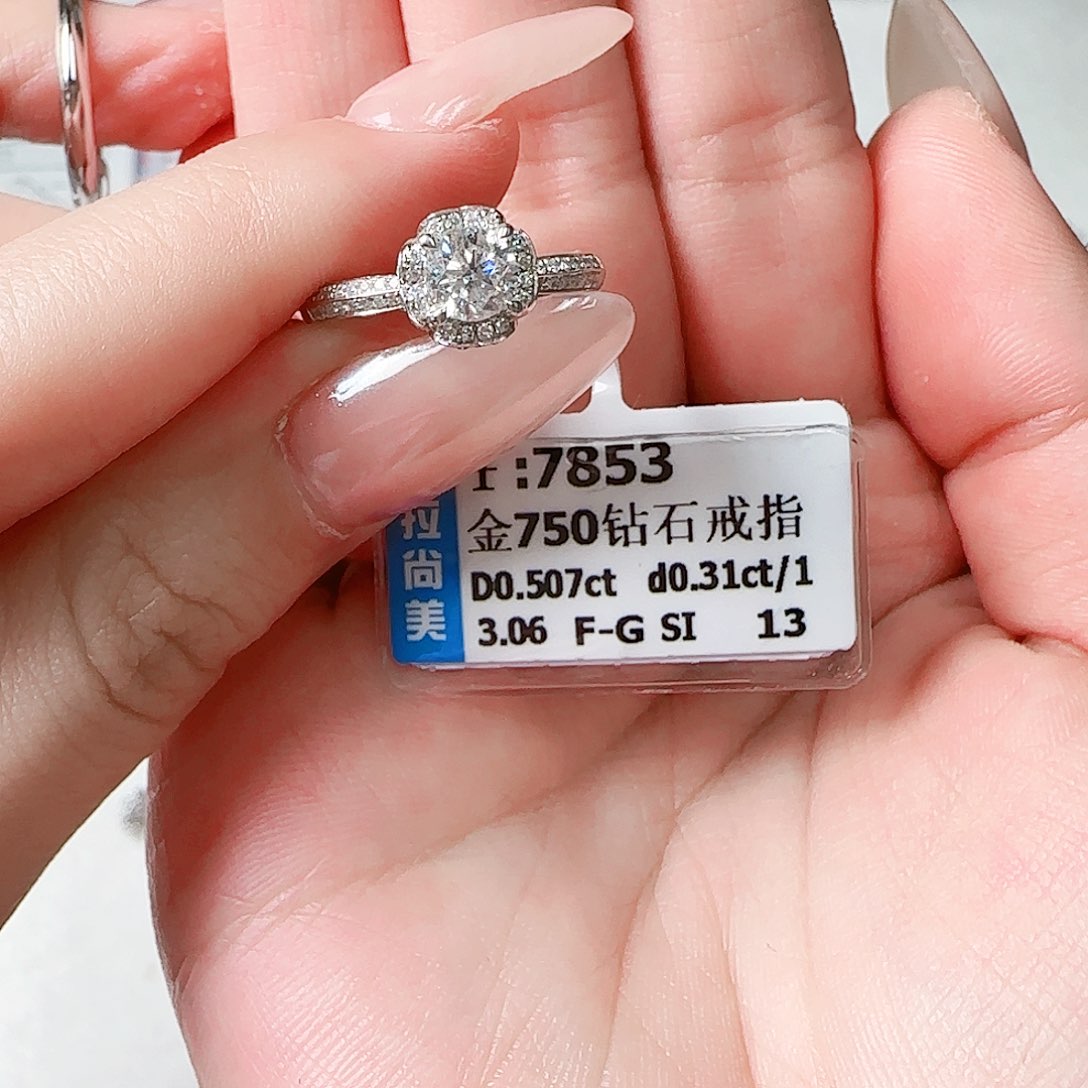 :7853
金750钻石戒指
D0.507ct d0.31ct/1
3.06 F-G SI 13
拉
尚
美